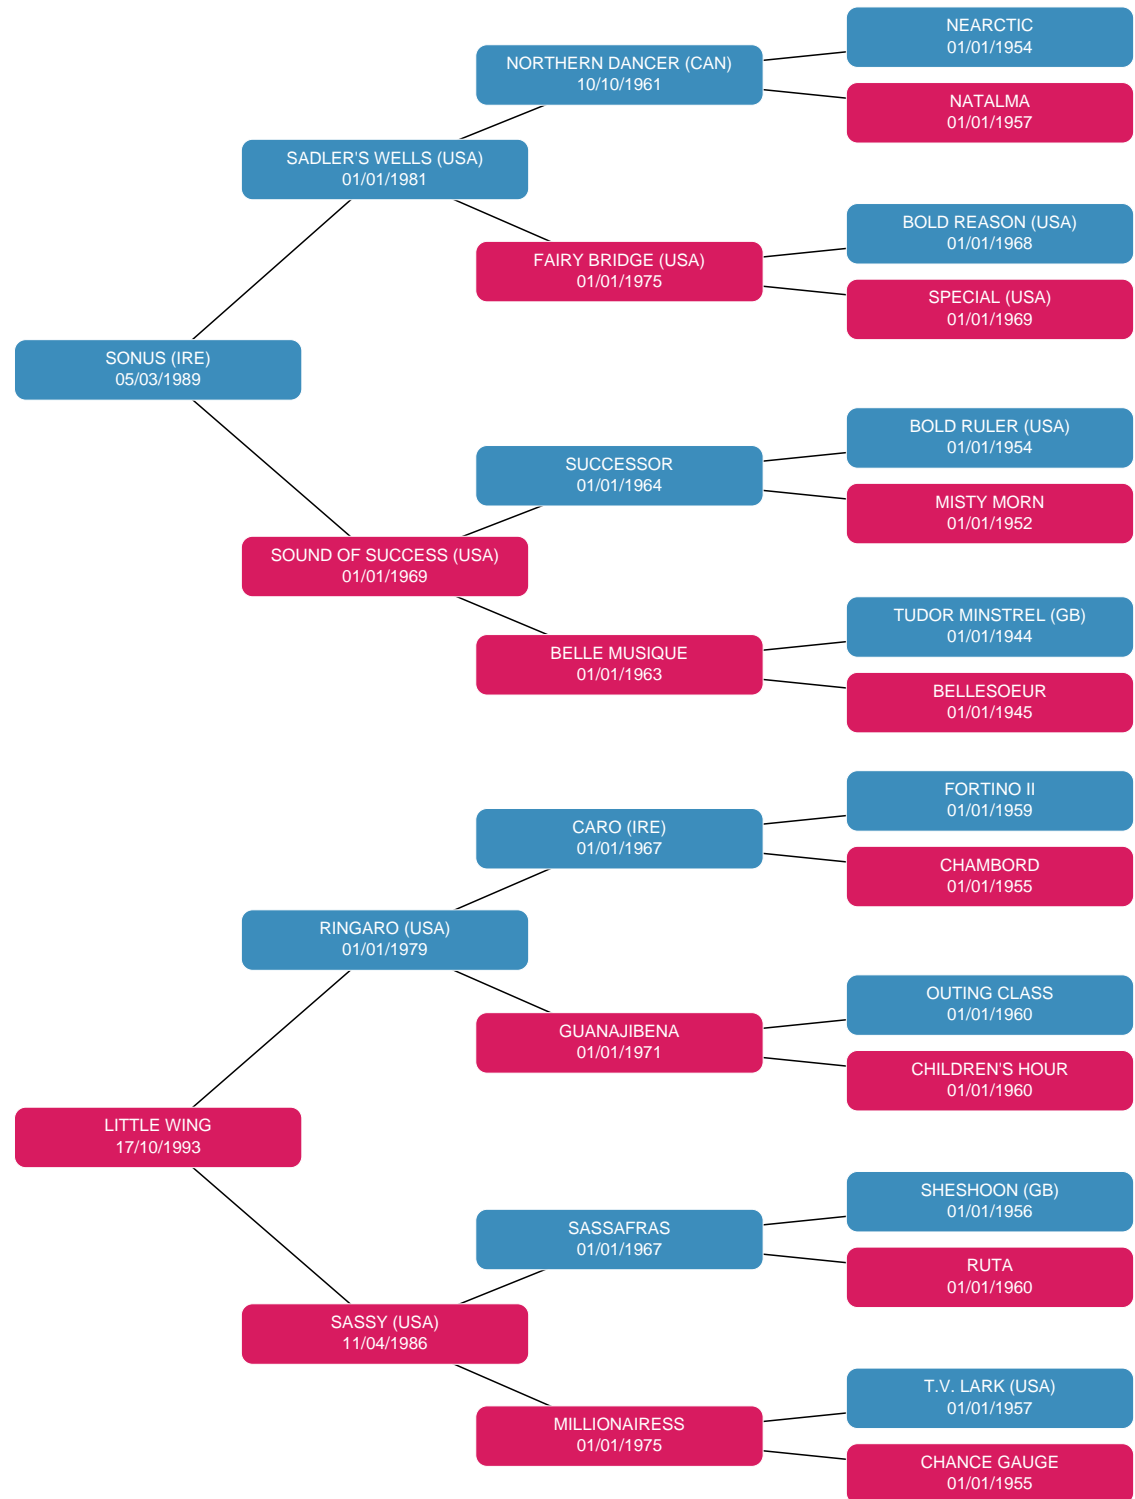 NEARCTIC
01/01/1954
NORTHERN DANCER (CAN)
10/10/1961
NATALMA
01/01/1957
SADLER'S WELLS (USA)
01/01/1981
BOLD REASON (USA)
01/01/1968
FAIRY BRIDGE (USA)
01/01/1975
SPECIAL (USA)
01/01/1969
SONUS (IRE)
05/03/1989
BOLD RULER (USA)
01/01/1954
SUCCESSOR
01/01/1964
MISTY MORN
01/01/1952
SOUND OF SUCCESS (USA)
01/01/1969
TUDOR MINSTREL (GB)
01/01/1944
BELLE MUSIQUE
01/01/1963
BELLESOEUR
01/01/1945
FORTINO II
01/01/1959
CARO (IRE)
01/01/1967
CHAMBORD
01/01/1955
RINGARO (USA)
01/01/1979
OUTING CLASS
01/01/1960
GUANAJIBENA
01/01/1971
CHILDREN'S HOUR
01/01/1960
LITTLE WING
17/10/1993
SHESHOON (GB)
01/01/1956
SASSAFRAS
01/01/1967
RUTA
01/01/1960
SASSY (USA)
11/04/1986
T.V. LARK (USA)
01/01/1957
MILLIONAIRESS
01/01/1975
CHANCE GAUGE
01/01/1955